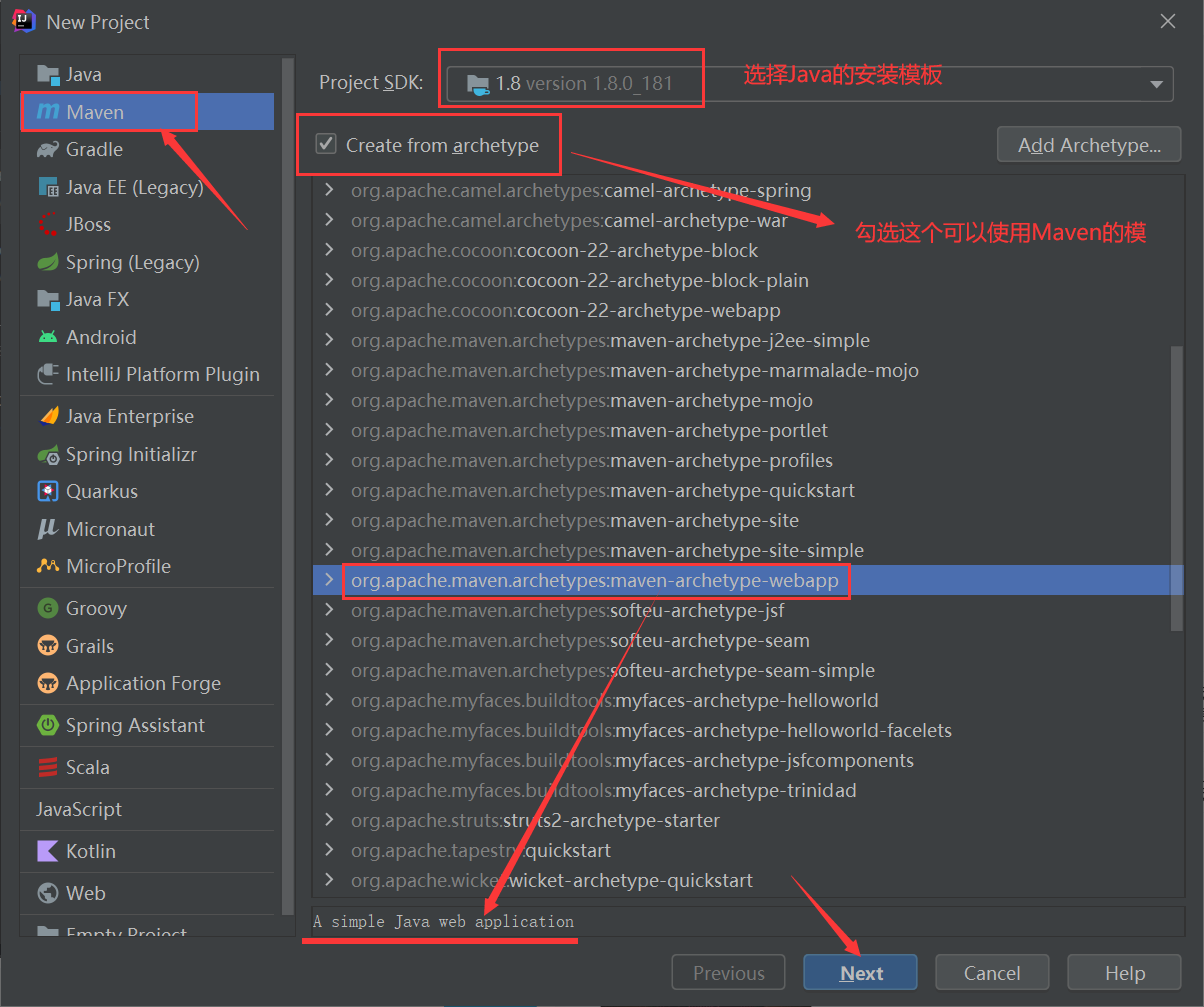 New Project
Java
Maven
Gradle
Java EE (Legacy)
JBoss
Spring (Legacy)
Java FX
Android
IntelliJ Platform Plugin
Java Enterprise
Spring Initializr
Quarkus
Micronaut
MicroProfile
Groovy
Grails
Application Forge
Spring Assistant
Scala
JavaScript
Kotlin
Web
Empty Project
Project SDK: 1.8 version 1.8.0_181 选择Java的安装模板
Create from archetype Add Archetype...
org.apache.camel.archetypes:camel-archetype-spring
org.apache.camel.archetypes:camel-archetype-war
勾选这个可以使用Maven的模
org.apache.cocoon:cocoon-22-archetype-block
org.apache.cocoon:cocoon-22-archetype-block-plain
org.apache.cocoon:cocoon-22-archetype-webapp
org.apache.maven.archetypes:maven-archetype-j2ee-simple
org.apache.maven.archetypes:maven-archetype-marmalade-mojo
org.apache.maven.archetypes:maven-archetype-mojo
org.apache.maven.archetypes:maven-archetype-portlet
org.apache.maven.archetypes:maven-archetype-profiles
org.apache.maven.archetypes:maven-archetype-quickstart
org.apache.maven.archetypes:maven-archetype-site
org.apache.maven.archetypes:maven-archetype-site-simple
org.apache.maven.archetypes:maven-archetype-webapp
org.apache.maven.archetypes:softeu-archetype-jsf
org.apache.maven.archetypes:softeu-archetype-seam
org.apache.maven.archetypes:softeu-archetype-seam-simple
org.apache.myfaces.buildtools:myfaces-archetype-helloworld
org.apache.myfaces.buildtools:myfaces-archetype-helloworld-facelets
org.apache.myfaces.buildtools:myfaces-archetype-jsfcomponents
org.apache.myfaces.buildtools:myfaces-archetype-trinidad
org.apache.struts:struts2-archetype-starter
org.apache.tapestry:quickstart
org.apache.wicket:wicket-archetype-quickstart
A simple Java web application
Previous Next Cancel Help